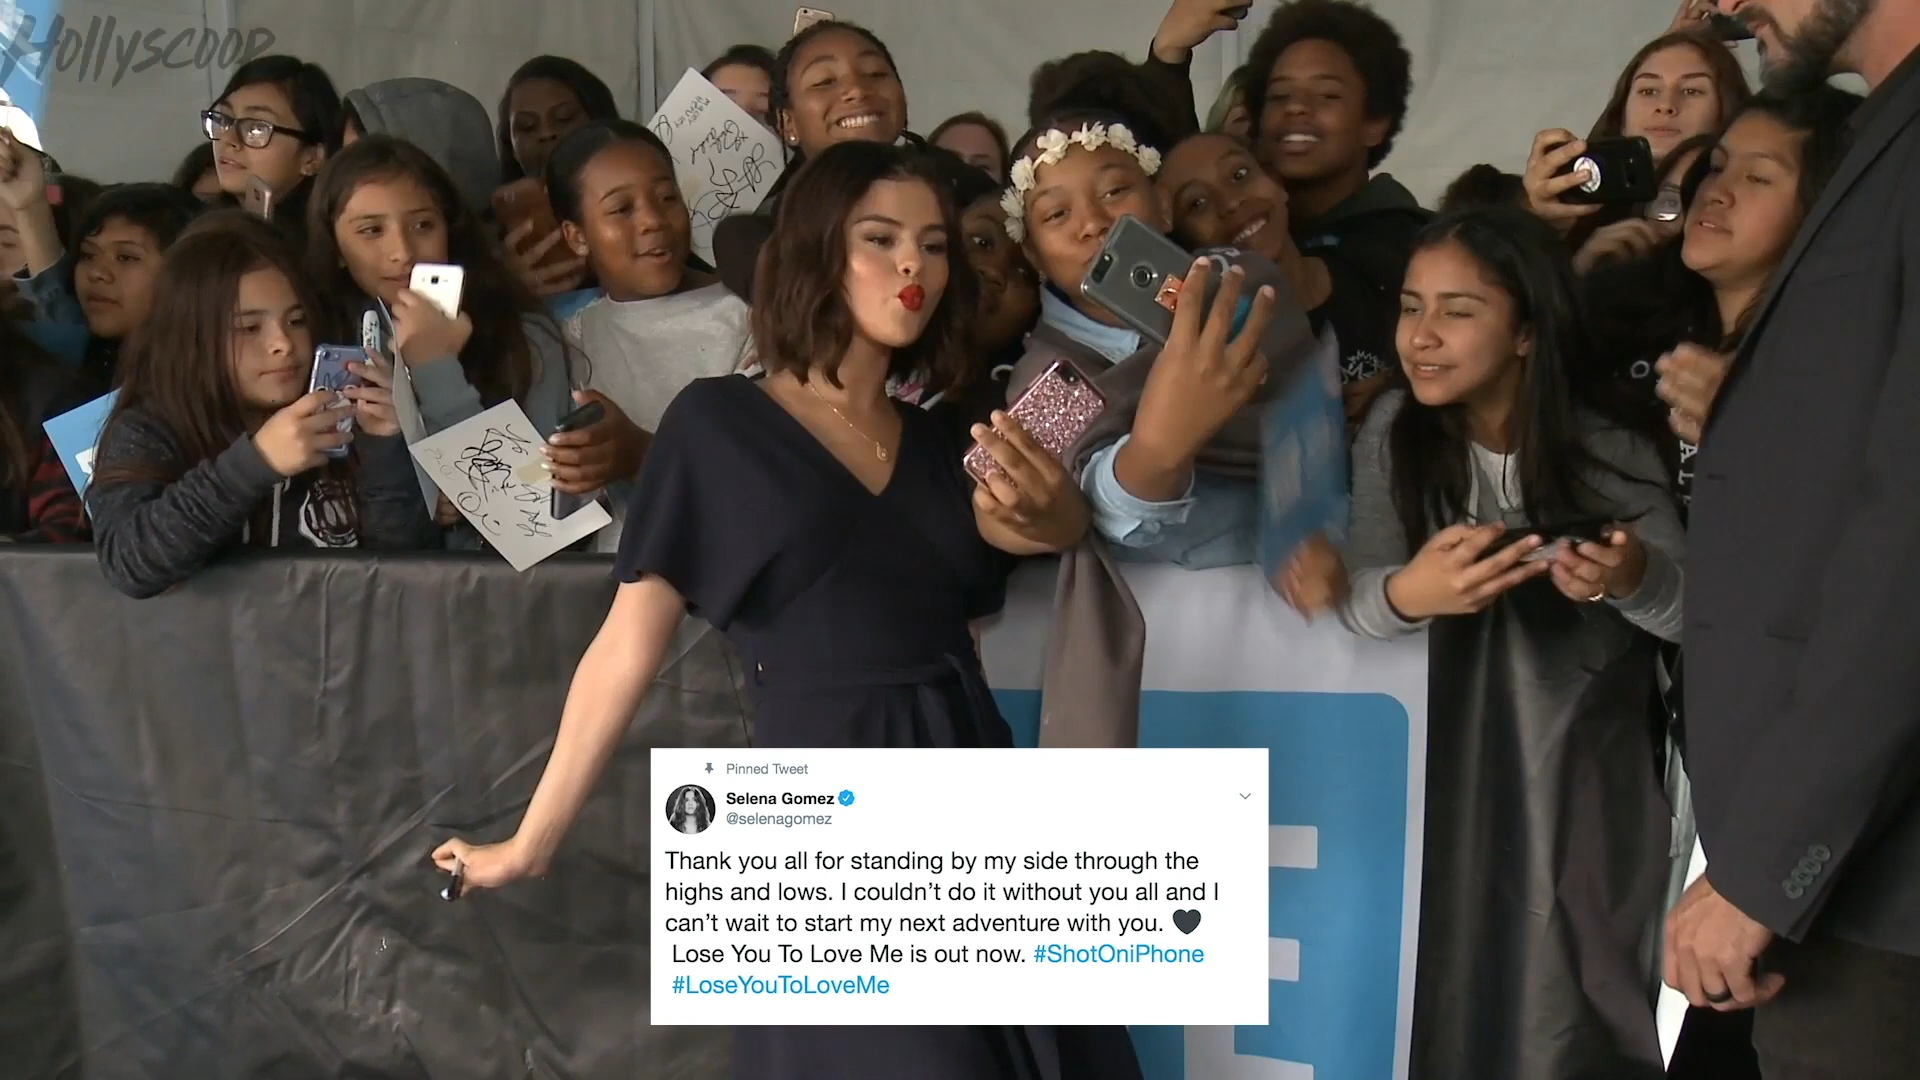 Hollyscoop
Pinned Tweet
Selena Gomez
@selenagomez
Thank you all for standing by my side through the
highs and lows. I couldn’t do it without you all and I
can’t wait to start my next adventure with you. 🖤
Lose You To Love Me is out now. #ShotOniPhone
#LoseYouToLoveMe
E